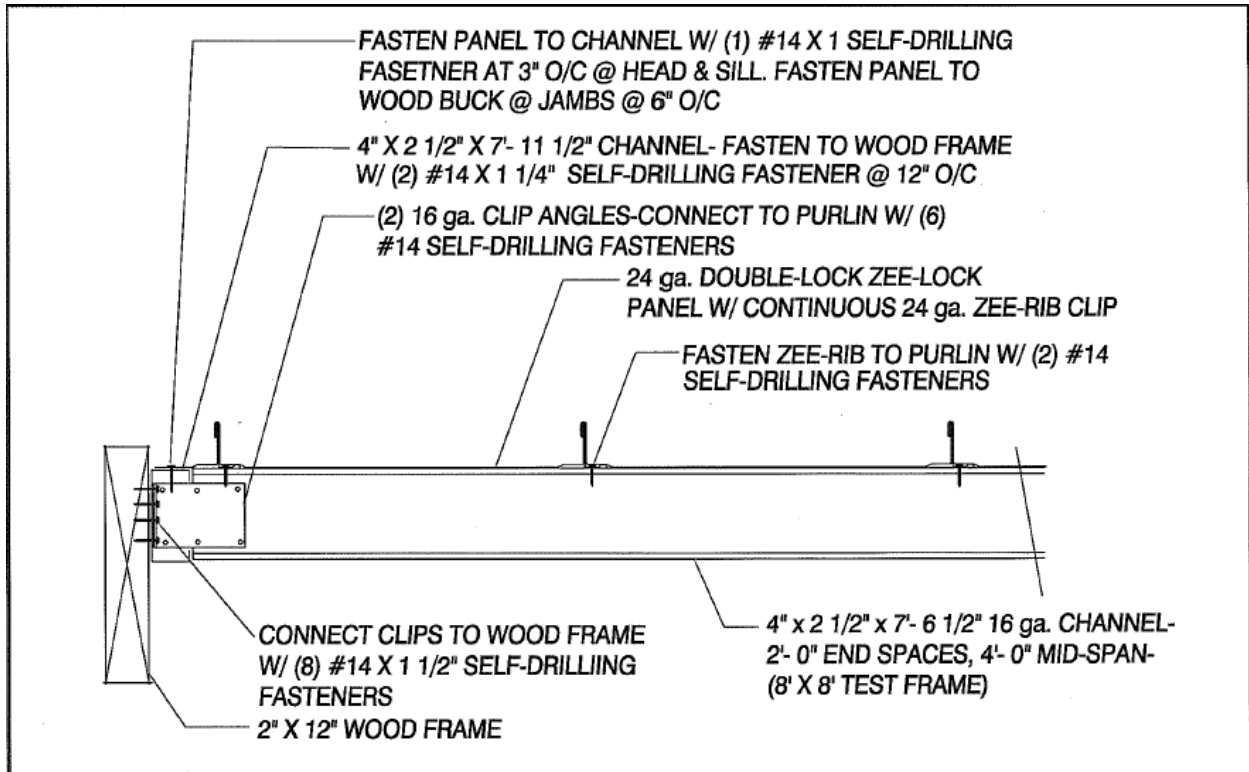 FASTEN PANEL TO CHANNEL W/ (1) #14 X 1 SELF-DRILLING
FASETNER AT 3" O/C @ HEAD & SILL. FASTEN PANEL TO
WOOD BUCK @ JAMBS @ 6" O/C
4" X 2 1/2" X 7'- 11 1/2" CHANNEL- FASTEN TO WOOD FRAME
W/ (2) #14 X 1 1/4" SELF-DRILLING FASTENER @ 12" O/C
(2) 16 ga. CLIP ANGLES-CONNECT TO PURLIN W/ (6)
#14 SELF-DRILLING FASTENERS
24 ga. DOUBLE-LOCK ZEE-LOCK
PANEL W/ CONTINUOUS 24 ga. ZEE-RIB CLIP
FASTEN ZEE-RIB TO PURLIN W/ (2) #14
SELF-DRILLING FASTENERS
CONNECT CLIPS TO WOOD FRAME
W/ (8) #14 X 1 1/2" SELF-DRILLIING
FASTENERS
2" X 12" WOOD FRAME
4" x 2 1/2" x 7'- 6 1/2" 16 ga. CHANNEL-
2'- 0" END SPACES, 4'- 0" MID-SPAN-
(8' X 8' TEST FRAME)